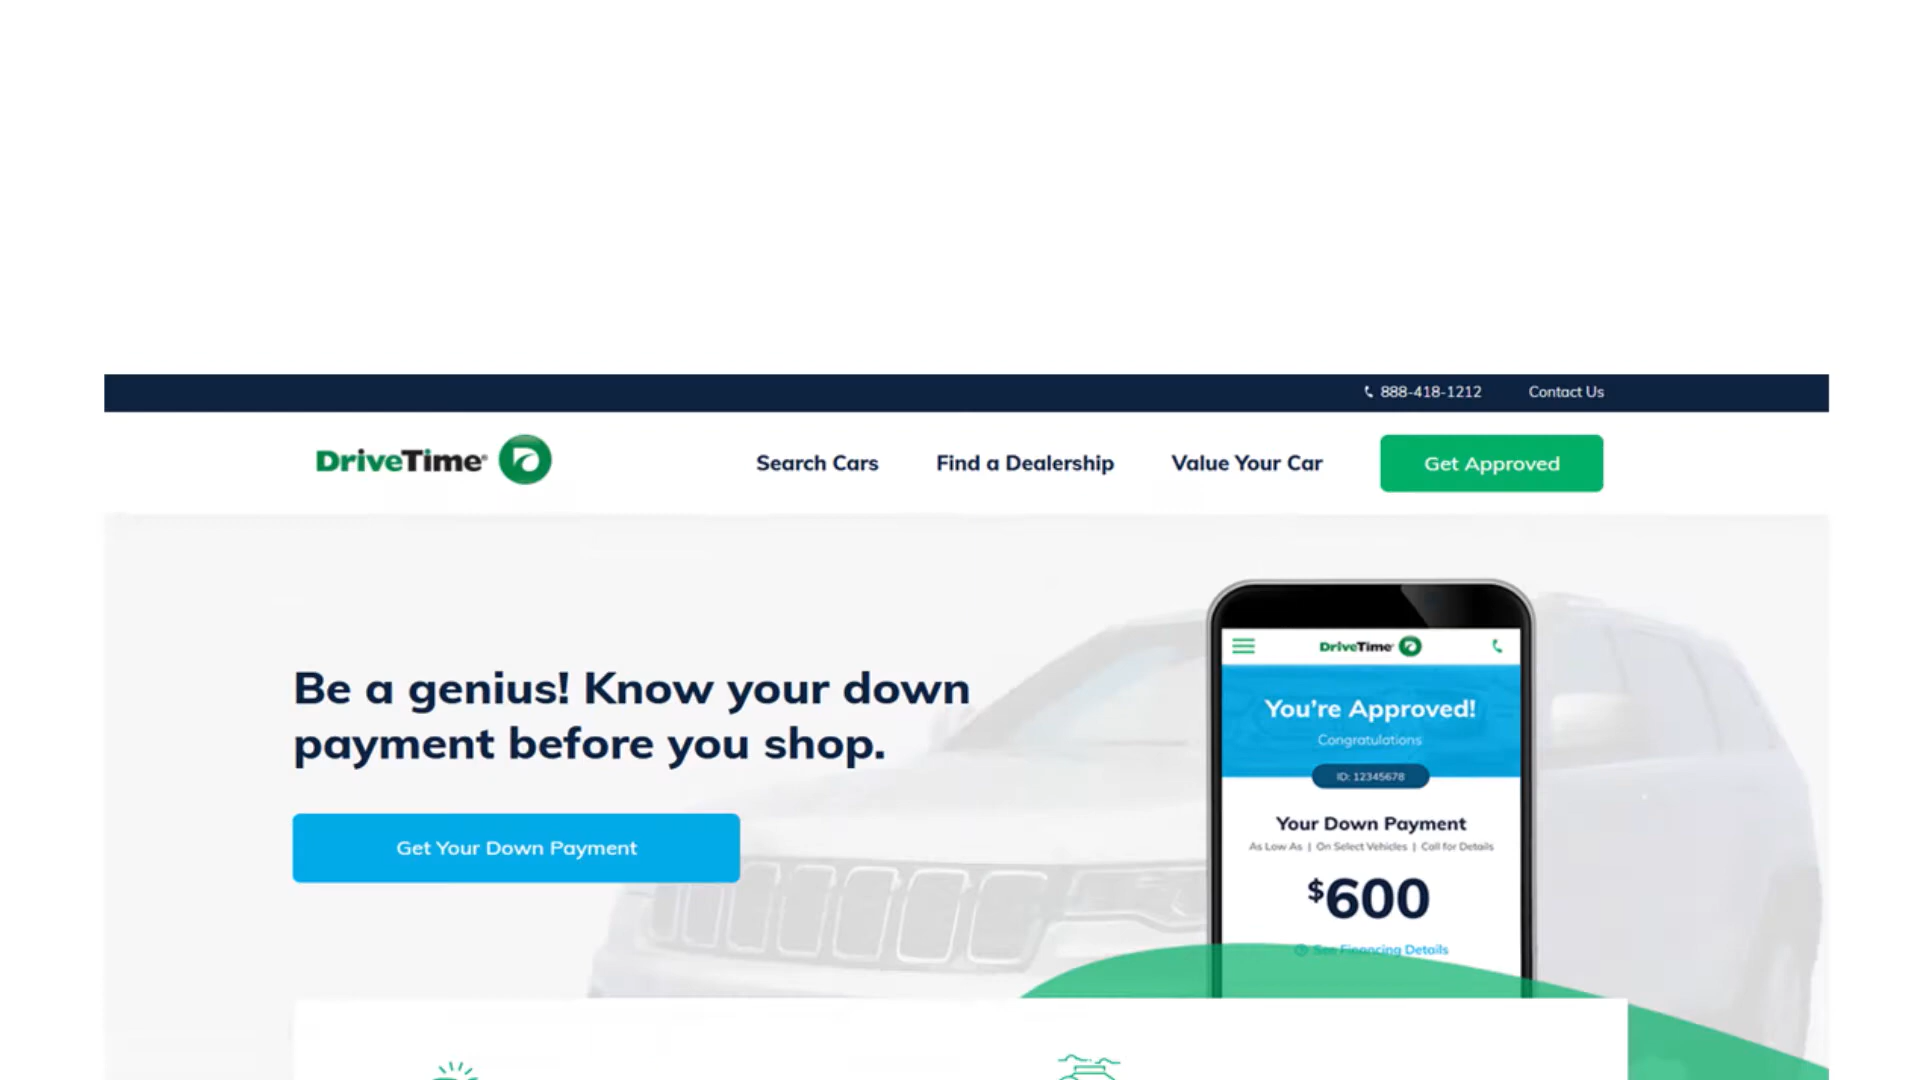 888-418-1212 Contact Us
DriveTime® Search Cars Find a Dealership Value Your Car Get Approved
Be a genius! Know your down
payment before you shop.
Get Your Down Payment
DriveTime
You're Approved!
Congratulations
ID: 12345678
Your Down Payment
As Low As | On Select Vehicles | Call for Details
$600
See Financing Details